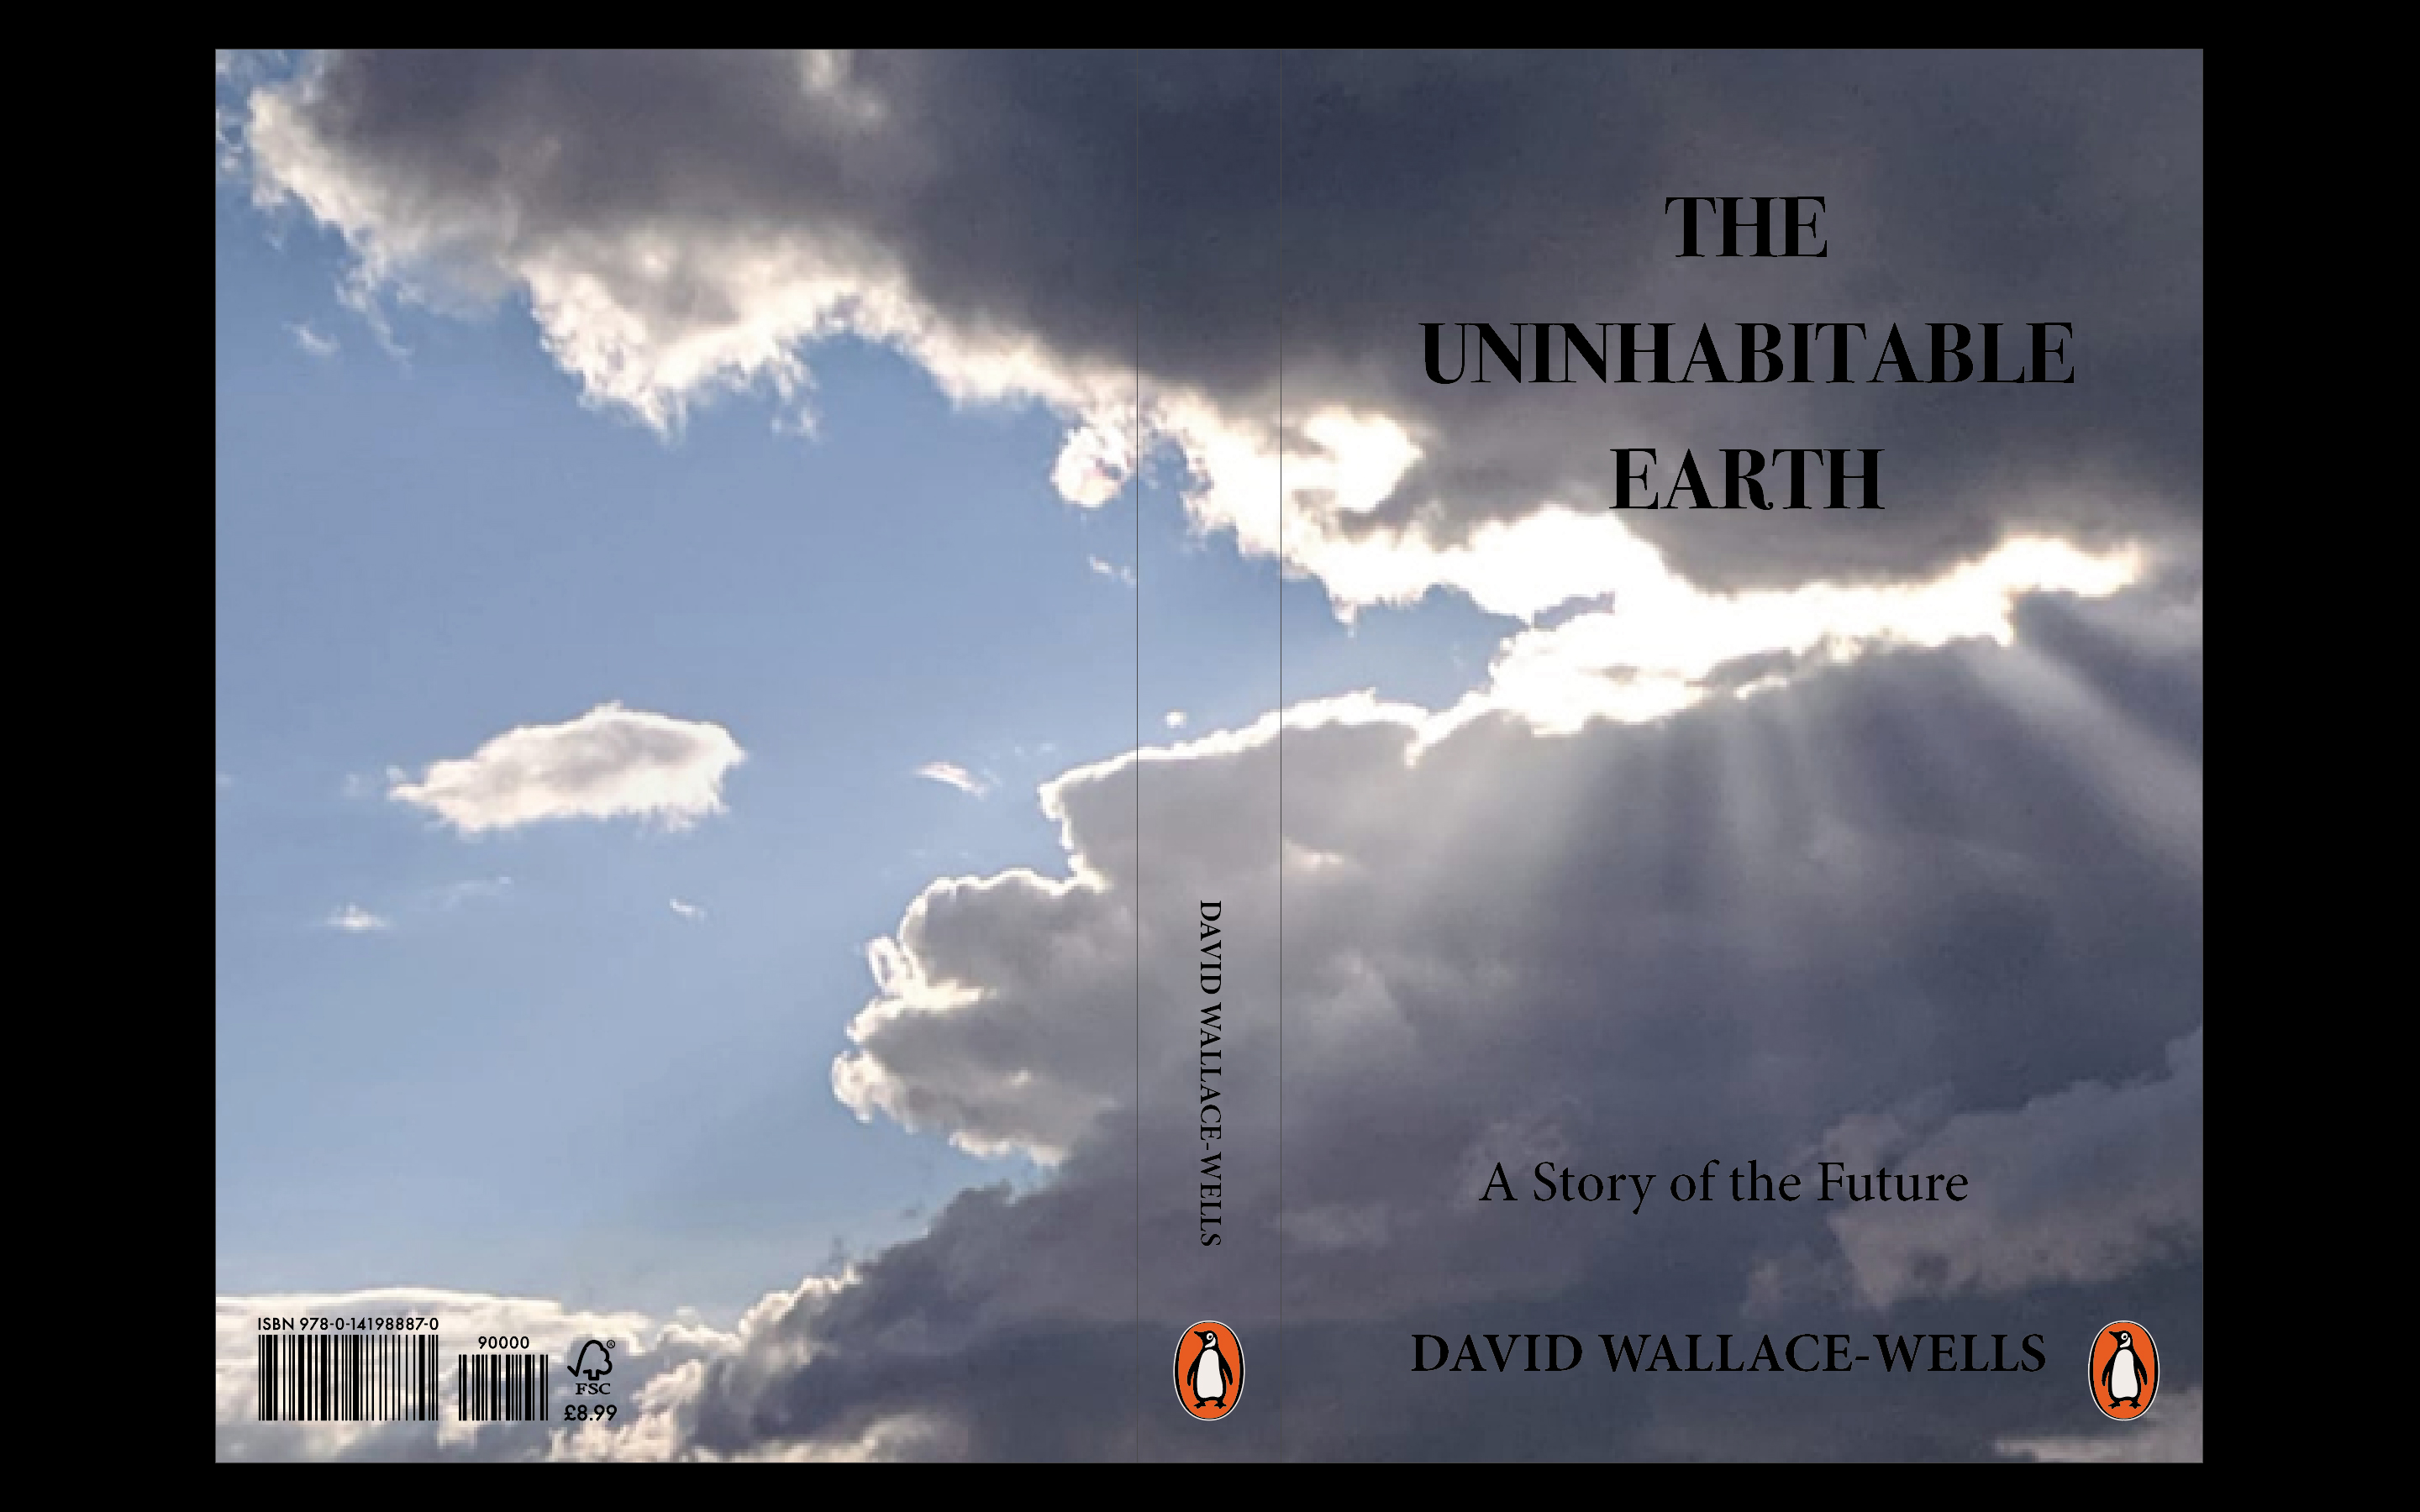 THE
UNINHABITABLE
EARTH
A Story of the Future
DAVID WALLACE-WELLS
DAVID WALLACE-WELLS
ISBN 978-0-14198887-0
90000
®
FSC
£8.99